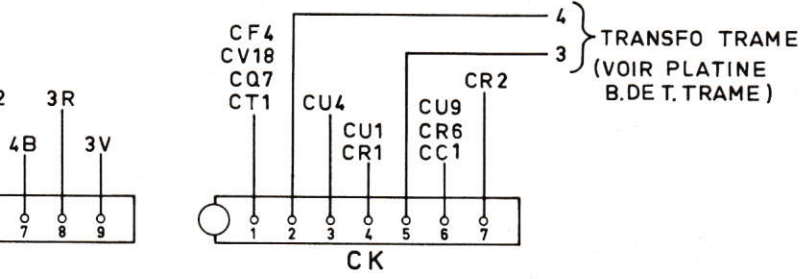 4
3
TRANSFO TRAME
(VOIR PLATINE
B.DE T. TRAME)
CF4
CV18
CQ7
CT1
CU4
CU1
CR1
CU9
CR6
CC1
CR2
2
3R
4B
3V
7 8 9
1 2 3 4 5 6 7
CK